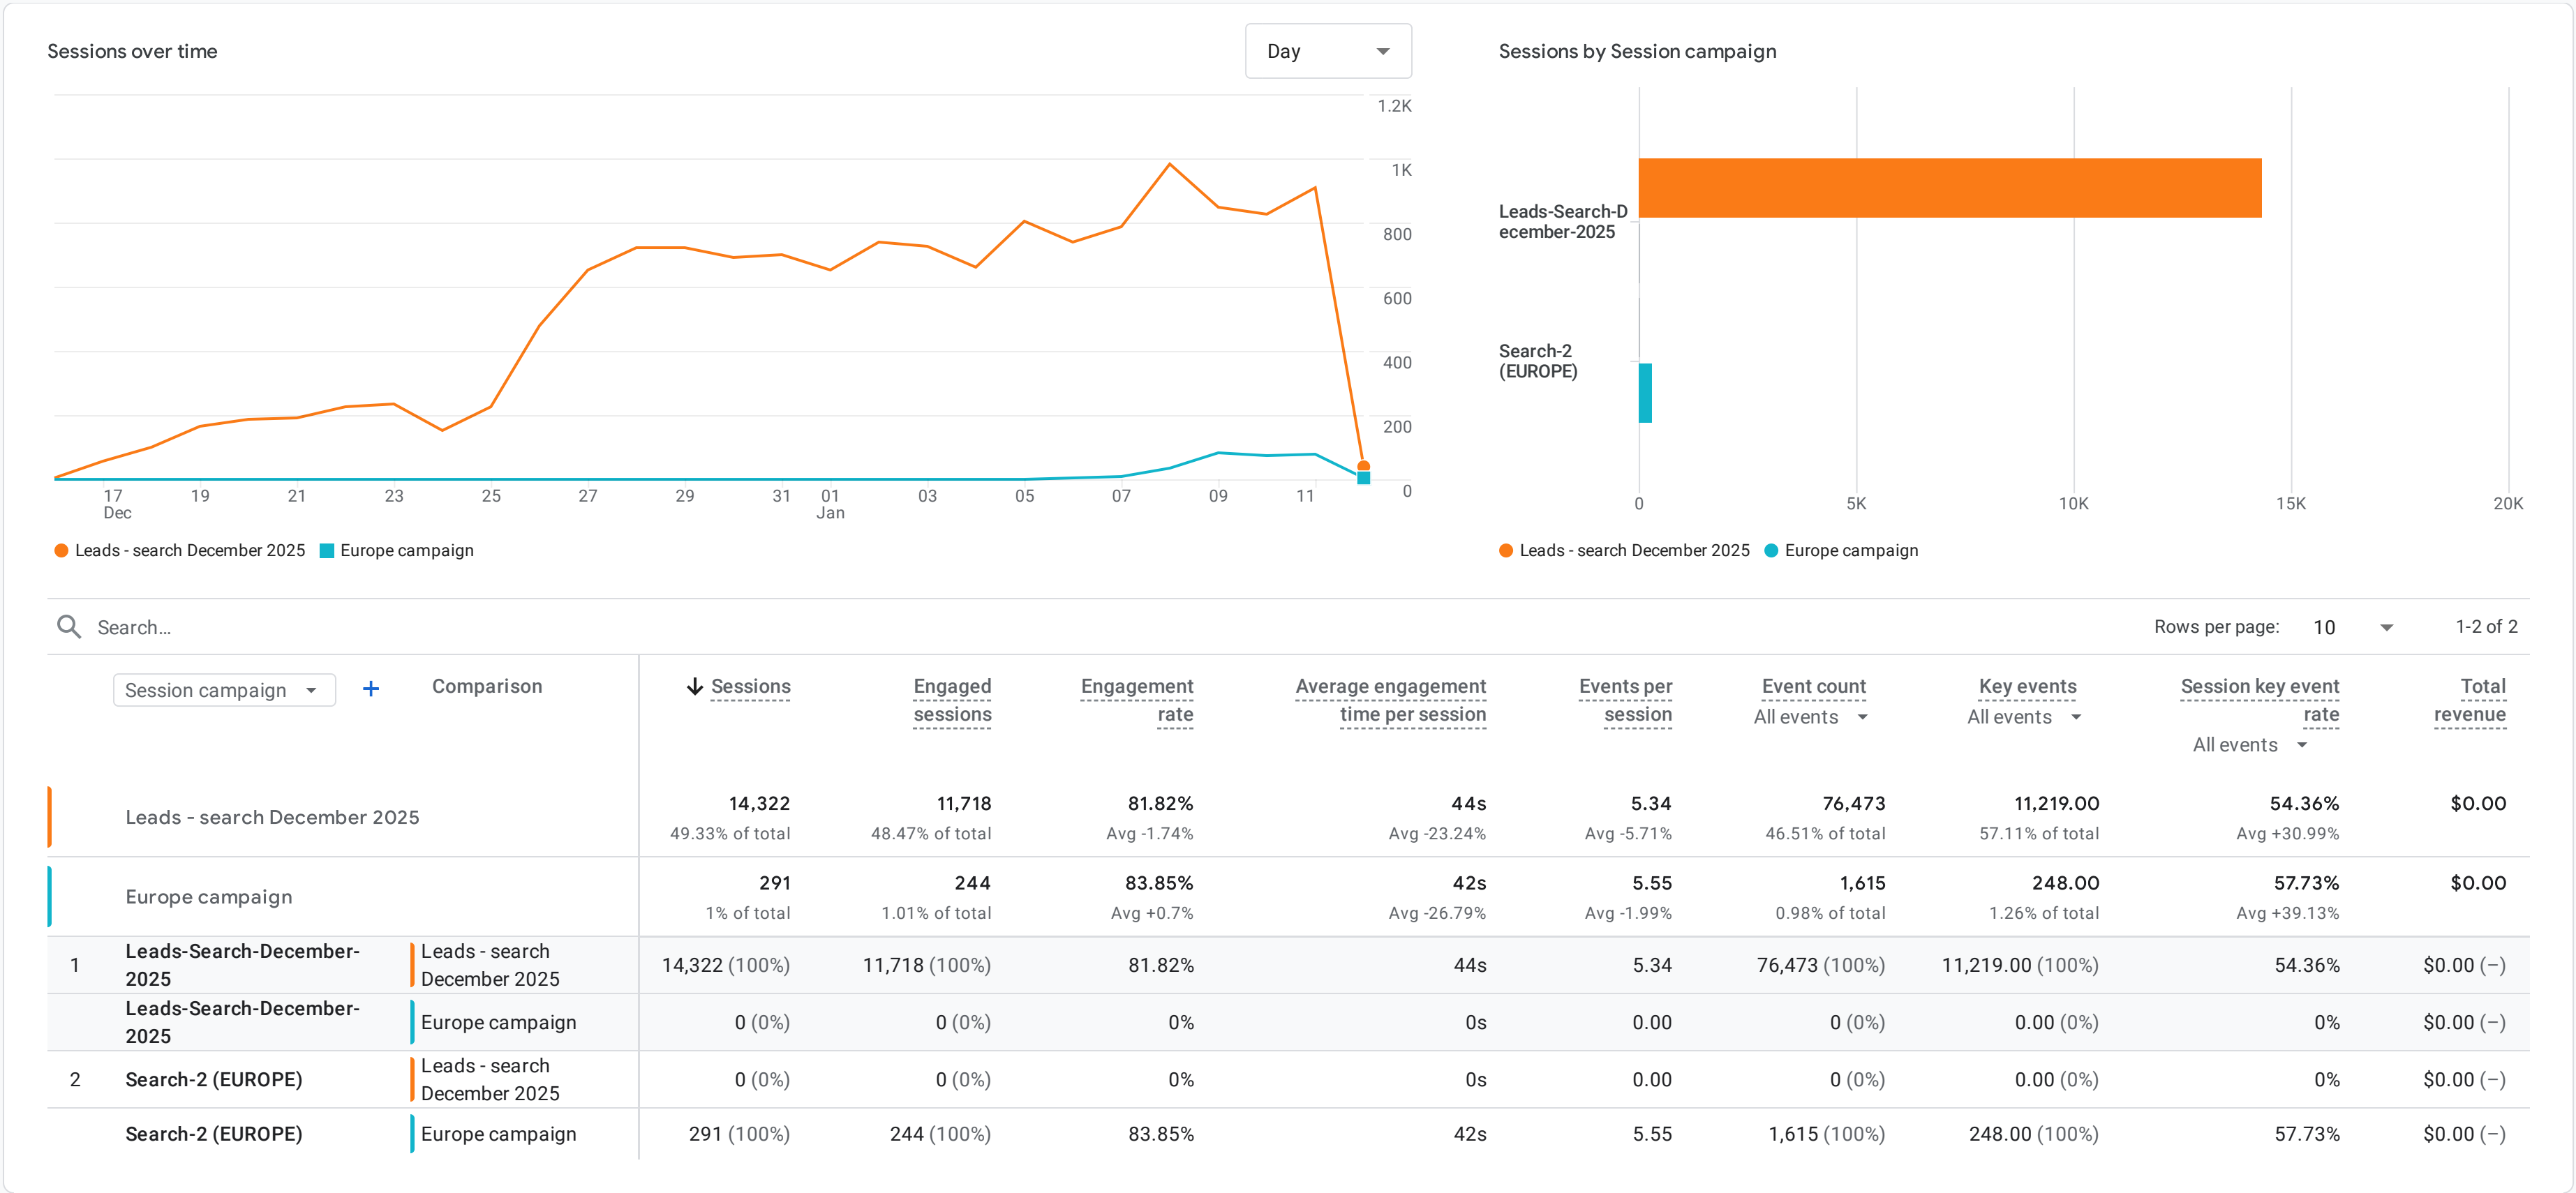 Sessions over time
Day
1.2K
1K
800
600
400
200
0
17 19 21 23 25 27 29 31 01 03 05 07 09 11
Dec Jan
Leads - search December 2025 Europe campaign
Sessions by Session campaign
Leads-Search-D
ecember-2025
Search-2
(EUROPE)
0 5K 10K 15K 20K
Leads - search December 2025 Europe campaign
Search…
Rows per page: 10 1-2 of 2
Session campaign + Comparison
Sessions
Engaged
sessions
Engagement
rate
Average engagement
time per session
Events per
session
Event count
All events
Key events
All events
Session key event
rate
All events
Total
revenue
Leads - search December 2025
14,322 11,718 81.82% 44s 5.34 76,473 11,219.00 54.36% $0.00
49.33% of total 48.47% of total Avg -1.74% Avg -23.24% Avg -5.71% 46.51% of total 57.11% of total Avg +30.99%
Europe campaign
291 244 83.85% 42s 5.55 1,615 248.00 57.73% $0.00
1% of total 1.01% of total Avg +0.7% Avg -26.79% Avg -1.99% 0.98% of total 1.26% of total Avg +39.13%
1
Leads-Search-December-
2025
Leads - search
December 2025
14,322 (100%) 11,718 (100%) 81.82% 44s 5.34 76,473 (100%) 11,219.00 (100%) 54.36% $0.00 (–)
Leads-Search-December-
2025
Europe campaign
0 (0%) 0 (0%) 0% 0s 0.00 0 (0%) 0.00 (0%) 0% $0.00 (–)
2
Search-2 (EUROPE)
Leads - search
December 2025
0 (0%) 0 (0%) 0% 0s 0.00 0 (0%) 0.00 (0%) 0% $0.00 (–)
Search-2 (EUROPE)
Europe campaign
291 (100%) 244 (100%) 83.85% 42s 5.55 1,615 (100%) 248.00 (100%) 57.73% $0.00 (–)